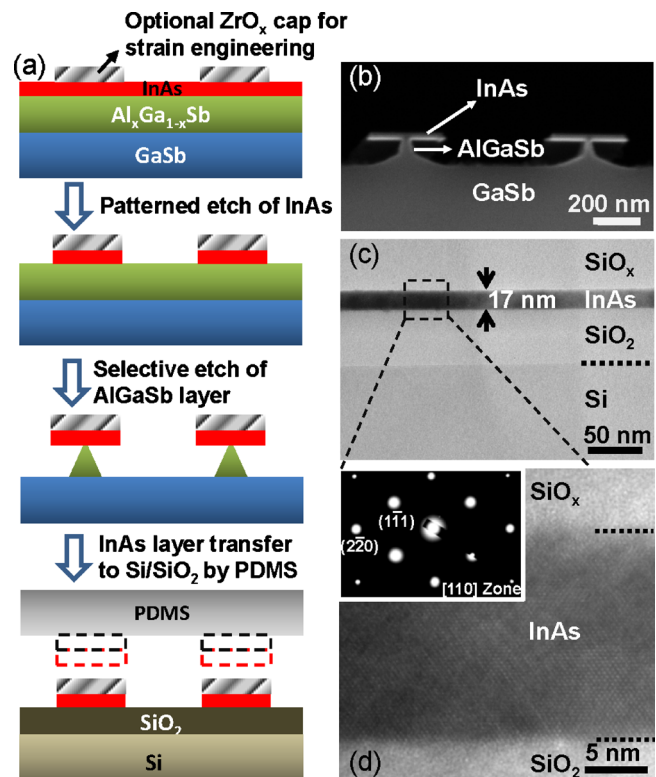 Optional ZrOₓ cap for
strain engineering
(a)
InAs
AlₓGa₁₋ₓSb
GaSb
Patterned etch of InAs
Selective etch of
AlGaSb layer
InAs layer transfer
to Si/SiO₂ by PDMS
PDMS
SiO₂
Si
(b)
InAs
AlGaSb
GaSb
200 nm
(c)
SiOₓ
17 nm
InAs
SiO₂
Si
50 nm
(11̄1)
(22̄0)
[110] Zone
SiOₓ
InAs
(d)
SiO₂
5 nm